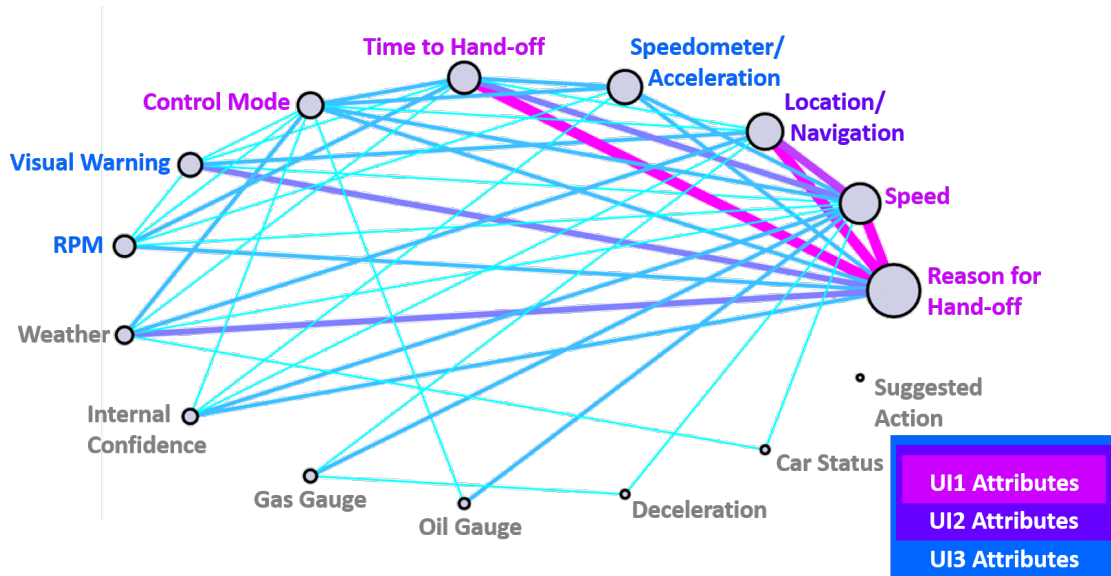 Time to Hand-off
Speedometer/
Acceleration
Control Mode
Location/
Navigation
Visual Warning
Speed
RPM
Reason for
Hand-off
Weather
Suggested
Action
Internal
Confidence
Car Status
Gas Gauge
Oil Gauge
Deceleration
UI1 Attributes
UI2 Attributes
UI3 Attributes